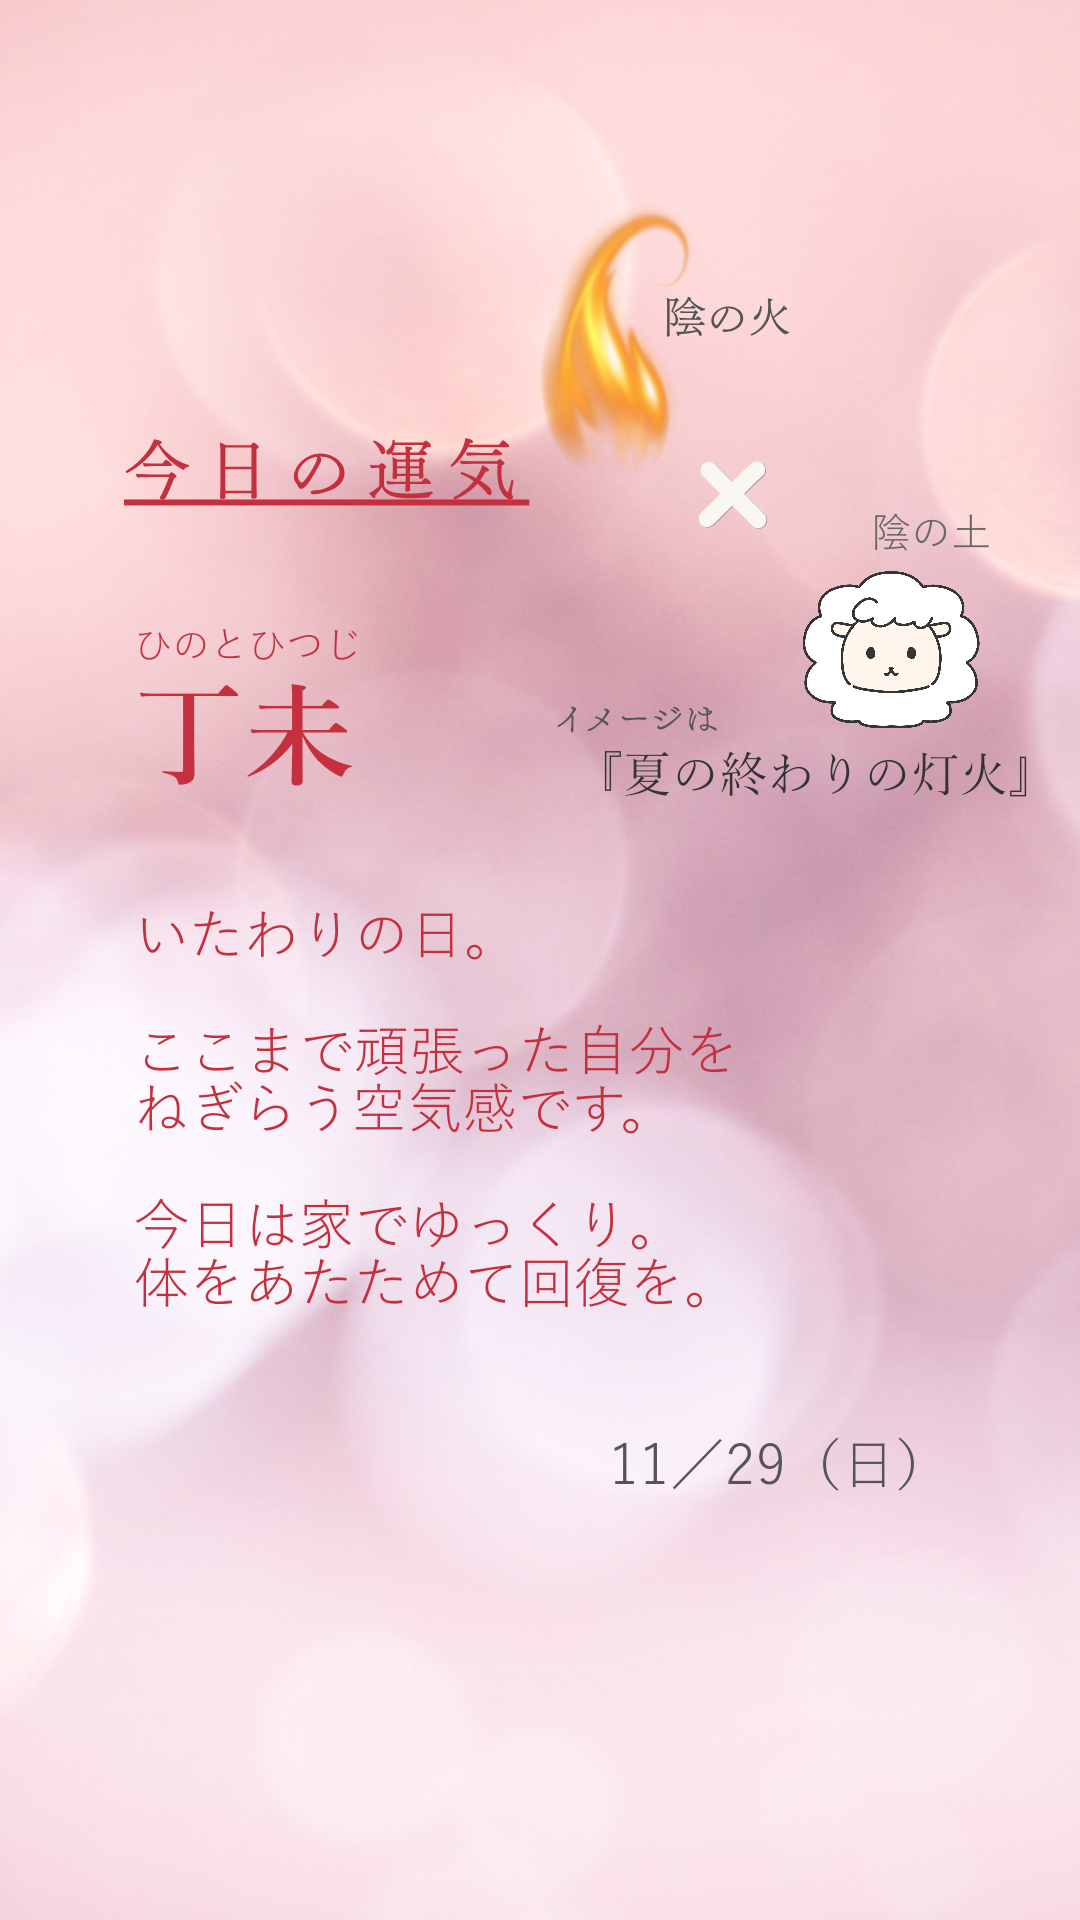 陰の火
今日の運気
陰の土
ひのとひつじ
丁未
イメージは
『夏の終わりの灯火』
いたわりの日。
ここまで頑張った自分を
ねぎらう空気感です。
今日は家でゆっくり。
体をあたためて回復を。
11／29（日）